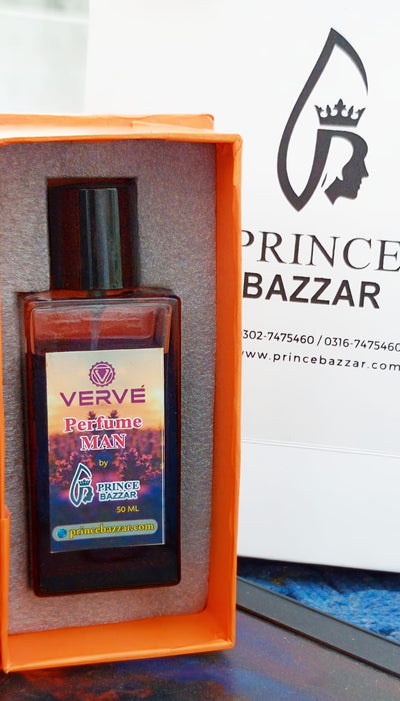 VERVÉ
Perfume
MAN
by
PRINCE
BAZZAR
50 ML
princebazzar.com
PRINCE
BAZZAR
0302-7475460 / 0316-7475460
www.princebazzar.com